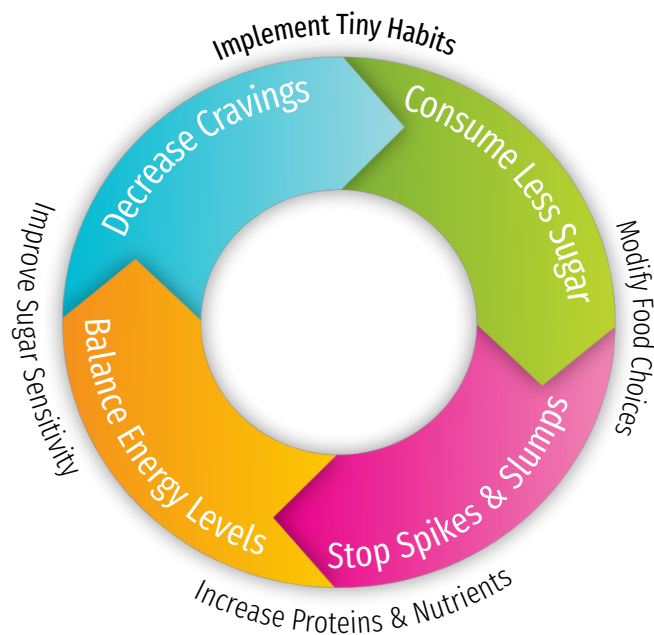 Implement Tiny Habits
Decrease Cravings
Consume Less Sugar
Modify Food Choices
Stop Spikes & Slumps
Increase Proteins & Nutrients
Balance Energy Levels
Improve Sugar Sensitivity